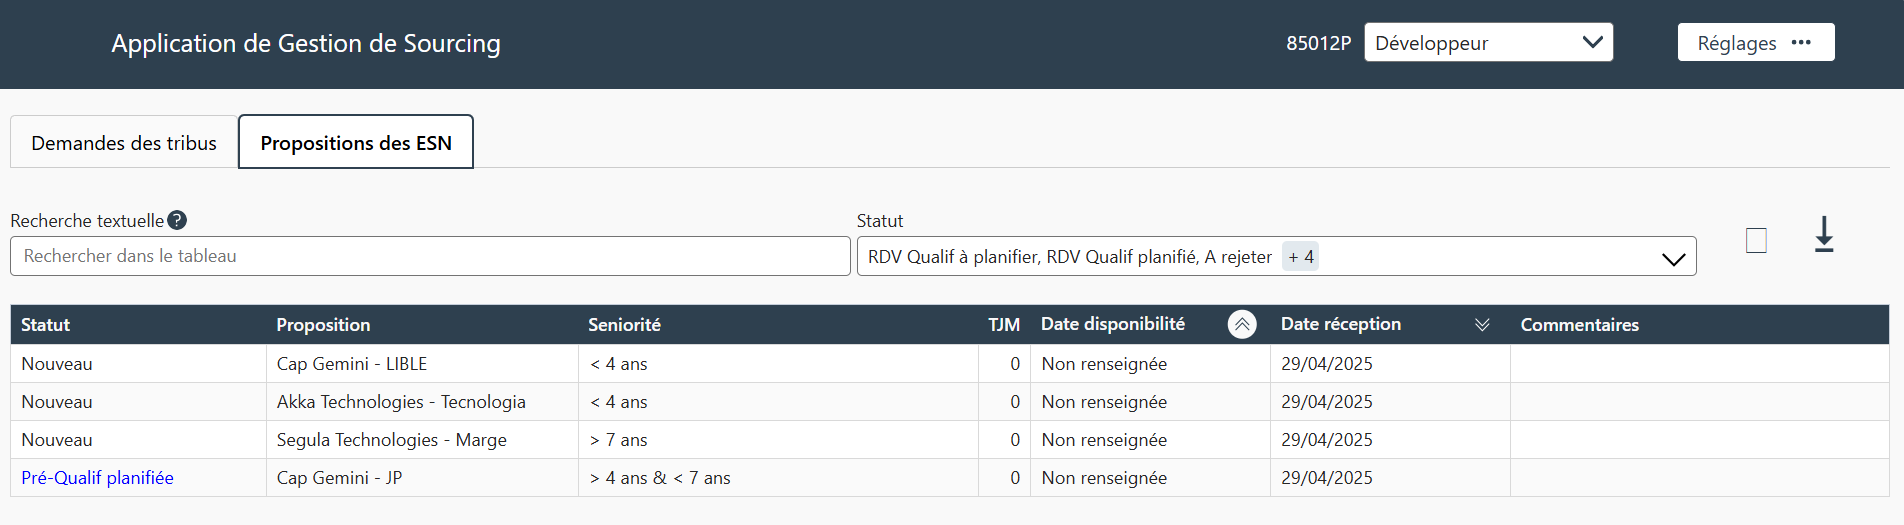 Application de Gestion de Sourcing
85012P Développeur Réglages •••
Demandes des tribus Propositions des ESN
Recherche textuelle ? Statut
Rechercher dans le tableau RDV Qualif à planifier, RDV Qualif planifié, A rejeter + 4
Statut Proposition Seniorité TJM Date disponibilité Date réception Commentaires
Nouveau Cap Gemini - LIBLE < 4 ans 0 Non renseignée 29/04/2025
Nouveau Akka Technologies - Tecnologia < 4 ans 0 Non renseignée 29/04/2025
Nouveau Segula Technologies - Marge > 7 ans 0 Non renseignée 29/04/2025
Pré-Qualif planifiée Cap Gemini - JP > 4 ans & < 7 ans 0 Non renseignée 29/04/2025